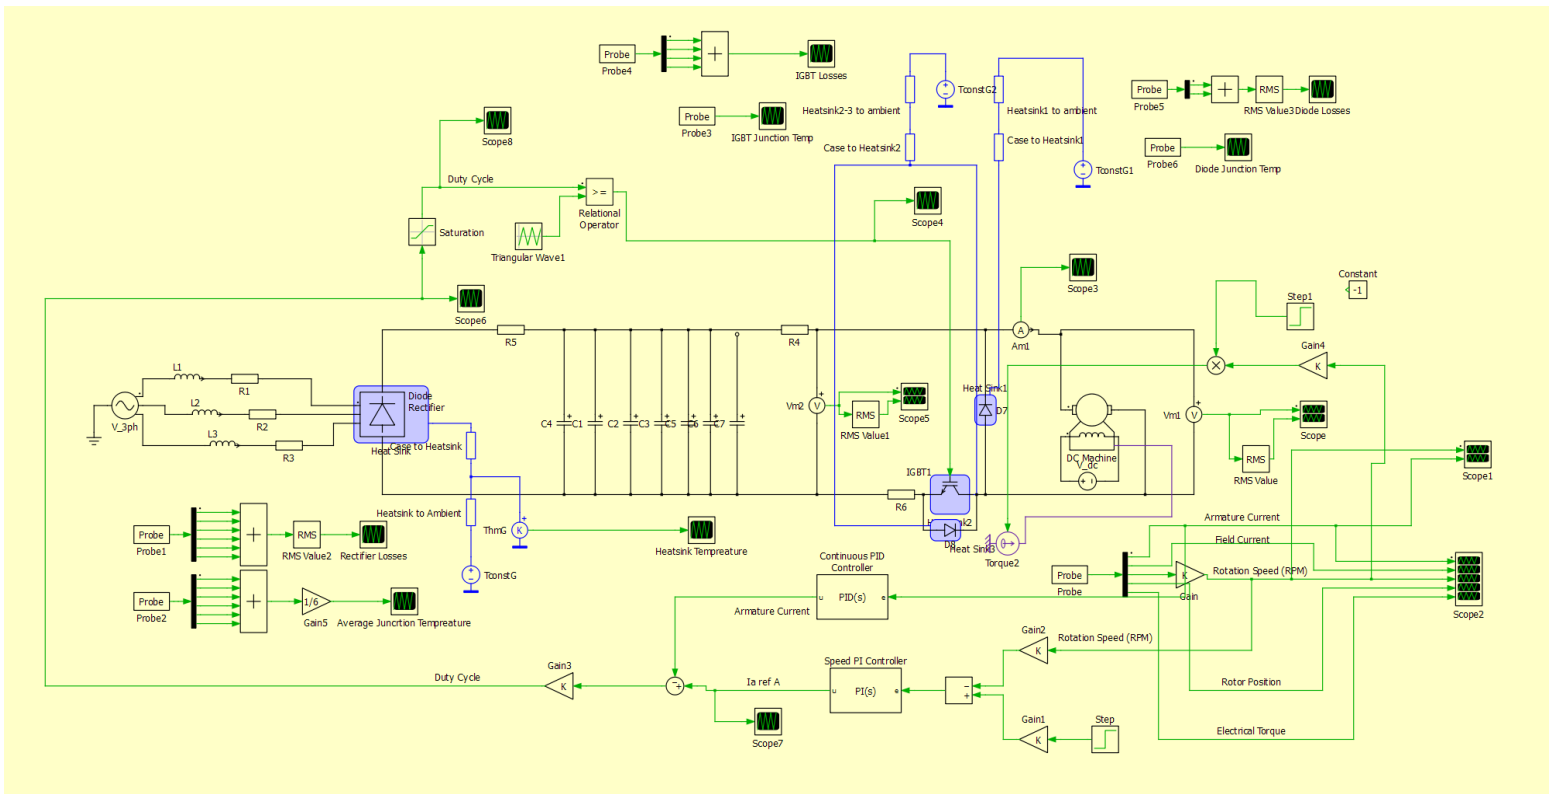 Probe
Probe4
IGBT Losses
Probe
Probe3
IGBT Junction Temp
TconstG2
Heatsink2-3 to ambient
Case to Heatsink2
Heatsink1 to ambient
Case to Heatsink1
TconstG1
Probe
Probe5
RMS
RMS Value3
Diode Losses
Probe
Probe6
Diode Junction Temp
Scope8
Duty Cycle
>=
Relational
Operator
Saturation
Triangular Wave1
Scope4
Scope6
Scope3
Constant
-1
Step1
Gain4
K
R5
R4
A
Am1
L1
R1
V_3ph
L2
R2
L3
R3
Diode
Rectifier
Heat Sink
Case to Heatsink
C4
C1
C2
C3
C5
C6
C7
Vm2
V
RMS
RMS Value1
Scope5
Heat Sink1
D7
DC Machine
V_dc
Vm1
V
RMS
RMS Value
Scope
Scope1
IGBT1
R6
D8
Heat Sink3
Torque2
Heatsink to Ambient
ThmG
K
Heatsink Tempreature
TconstG
Probe
Probe1
RMS
RMS Value2
Rectifier Losses
Probe
Probe2
1/6
Gain5
Average Juncrtion Tempreature
Continuous PID
Controller
u
PID(s)
e
Armature Current
Probe
Probe
K
Gain
Armature Current
Field Current
Rotation Speed (RPM)
Scope2
Gain2
K
Rotation Speed (RPM)
Rotor Position
Electrical Torque
Duty Cycle
Gain3
K
Ia ref A
Scope7
Speed PI Controller
u
PI(s)
e
Gain1
K
Step